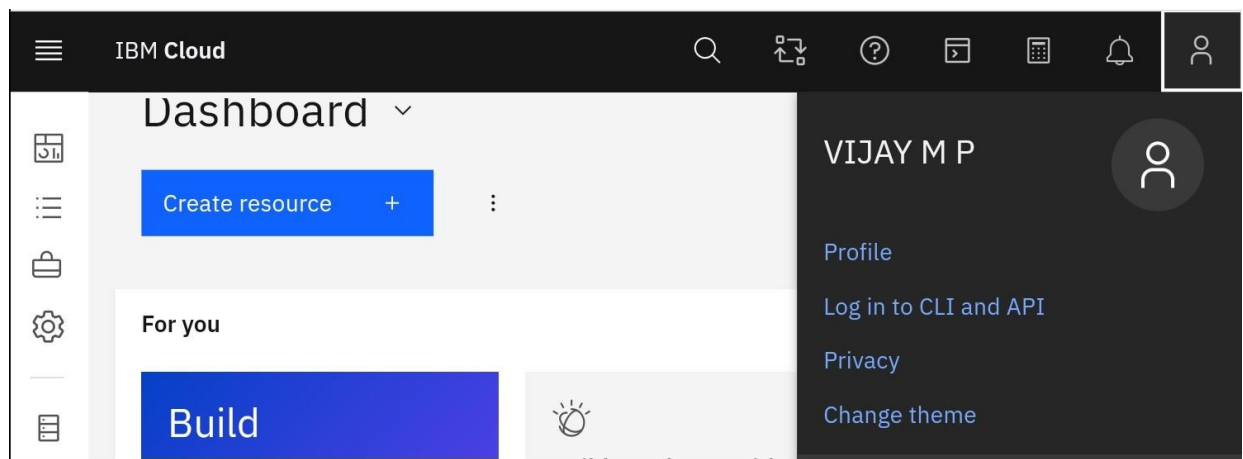 IBM Cloud
Dashboard
VIJAY M P
Create resource +
Profile
For you
Log in to CLI and API
Privacy
Build
Change theme